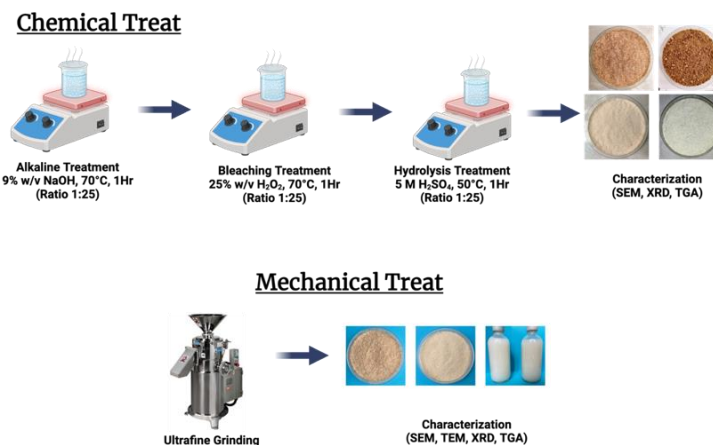 Chemical Treat
Alkaline Treatment
9% w/v NaOH, 70°C, 1Hr
(Ratio 1:25)
Bleaching Treatment
25% w/v H₂O₂, 70°C, 1Hr
(Ratio 1:25)
Hydrolysis Treatment
5 M H₂SO₄, 50°C, 1Hr
(Ratio 1:25)
Characterization
(SEM, XRD, TGA)
Mechanical Treat
Ultrafine Grinding
Characterization
(SEM, TEM, XRD, TGA)